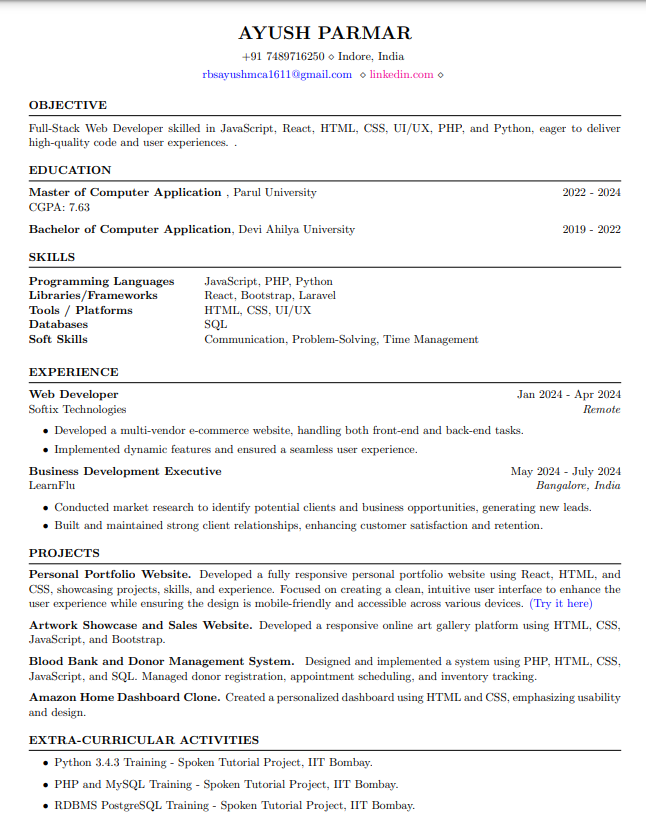 AYUSH PARMAR
+91 7489716250 ⋄ Indore, India
rbsayushmca1611@gmail.com ⋄ linkedin.com ⋄
OBJECTIVE
Full-Stack Web Developer skilled in JavaScript, React, HTML, CSS, UI/UX, PHP, and Python, eager to deliver
high-quality code and user experiences. .
EDUCATION
Master of Computer Application , Parul University 2022 - 2024
CGPA: 7.63
Bachelor of Computer Application, Devi Ahilya University 2019 - 2022
SKILLS
Programming Languages JavaScript, PHP, Python
Libraries/Frameworks React, Bootstrap, Laravel
Tools / Platforms HTML, CSS, UI/UX
Databases SQL
Soft Skills Communication, Problem-Solving, Time Management
EXPERIENCE
Web Developer Jan 2024 - Apr 2024
Softix Technologies Remote
• Developed a multi-vendor e-commerce website, handling both front-end and back-end tasks.
• Implemented dynamic features and ensured a seamless user experience.
Business Development Executive May 2024 - July 2024
LearnFlu Bangalore, India
• Conducted market research to identify potential clients and business opportunities, generating new leads.
• Built and maintained strong client relationships, enhancing customer satisfaction and retention.
PROJECTS
Personal Portfolio Website. Developed a fully responsive personal portfolio website using React, HTML, and
CSS, showcasing projects, skills, and experience. Focused on creating a clean, intuitive user interface to enhance the
user experience while ensuring the design is mobile-friendly and accessible across various devices. (Try it here)
Artwork Showcase and Sales Website. Developed a responsive online art gallery platform using HTML, CSS,
JavaScript, and Bootstrap.
Blood Bank and Donor Management System. Designed and implemented a system using PHP, HTML, CSS,
JavaScript, and SQL. Managed donor registration, appointment scheduling, and inventory tracking.
Amazon Home Dashboard Clone. Created a personalized dashboard using HTML and CSS, emphasizing usability
and design.
EXTRA-CURRICULAR ACTIVITIES
• Python 3.4.3 Training - Spoken Tutorial Project, IIT Bombay.
• PHP and MySQL Training - Spoken Tutorial Project, IIT Bombay.
• RDBMS PostgreSQL Training - Spoken Tutorial Project, IIT Bombay.